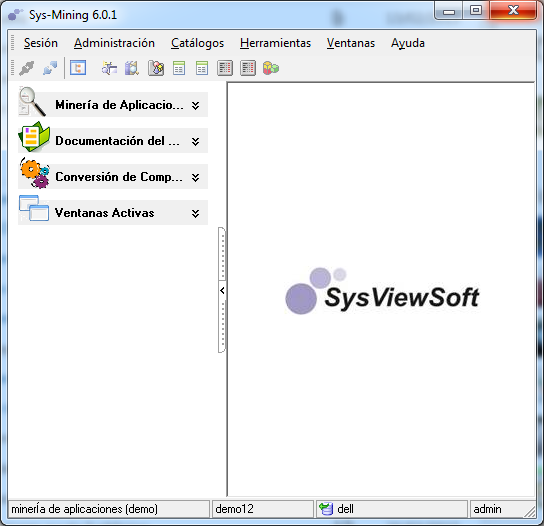 Sys-Mining 6.0.1
Sesión Administración Catálogos Herramientas Ventanas Ayuda
Minería de Aplicacio...
Documentación del ...
Conversión de Comp...
Ventanas Activas
SysViewSoft
minería de aplicaciones (demo) demo12 dell admin